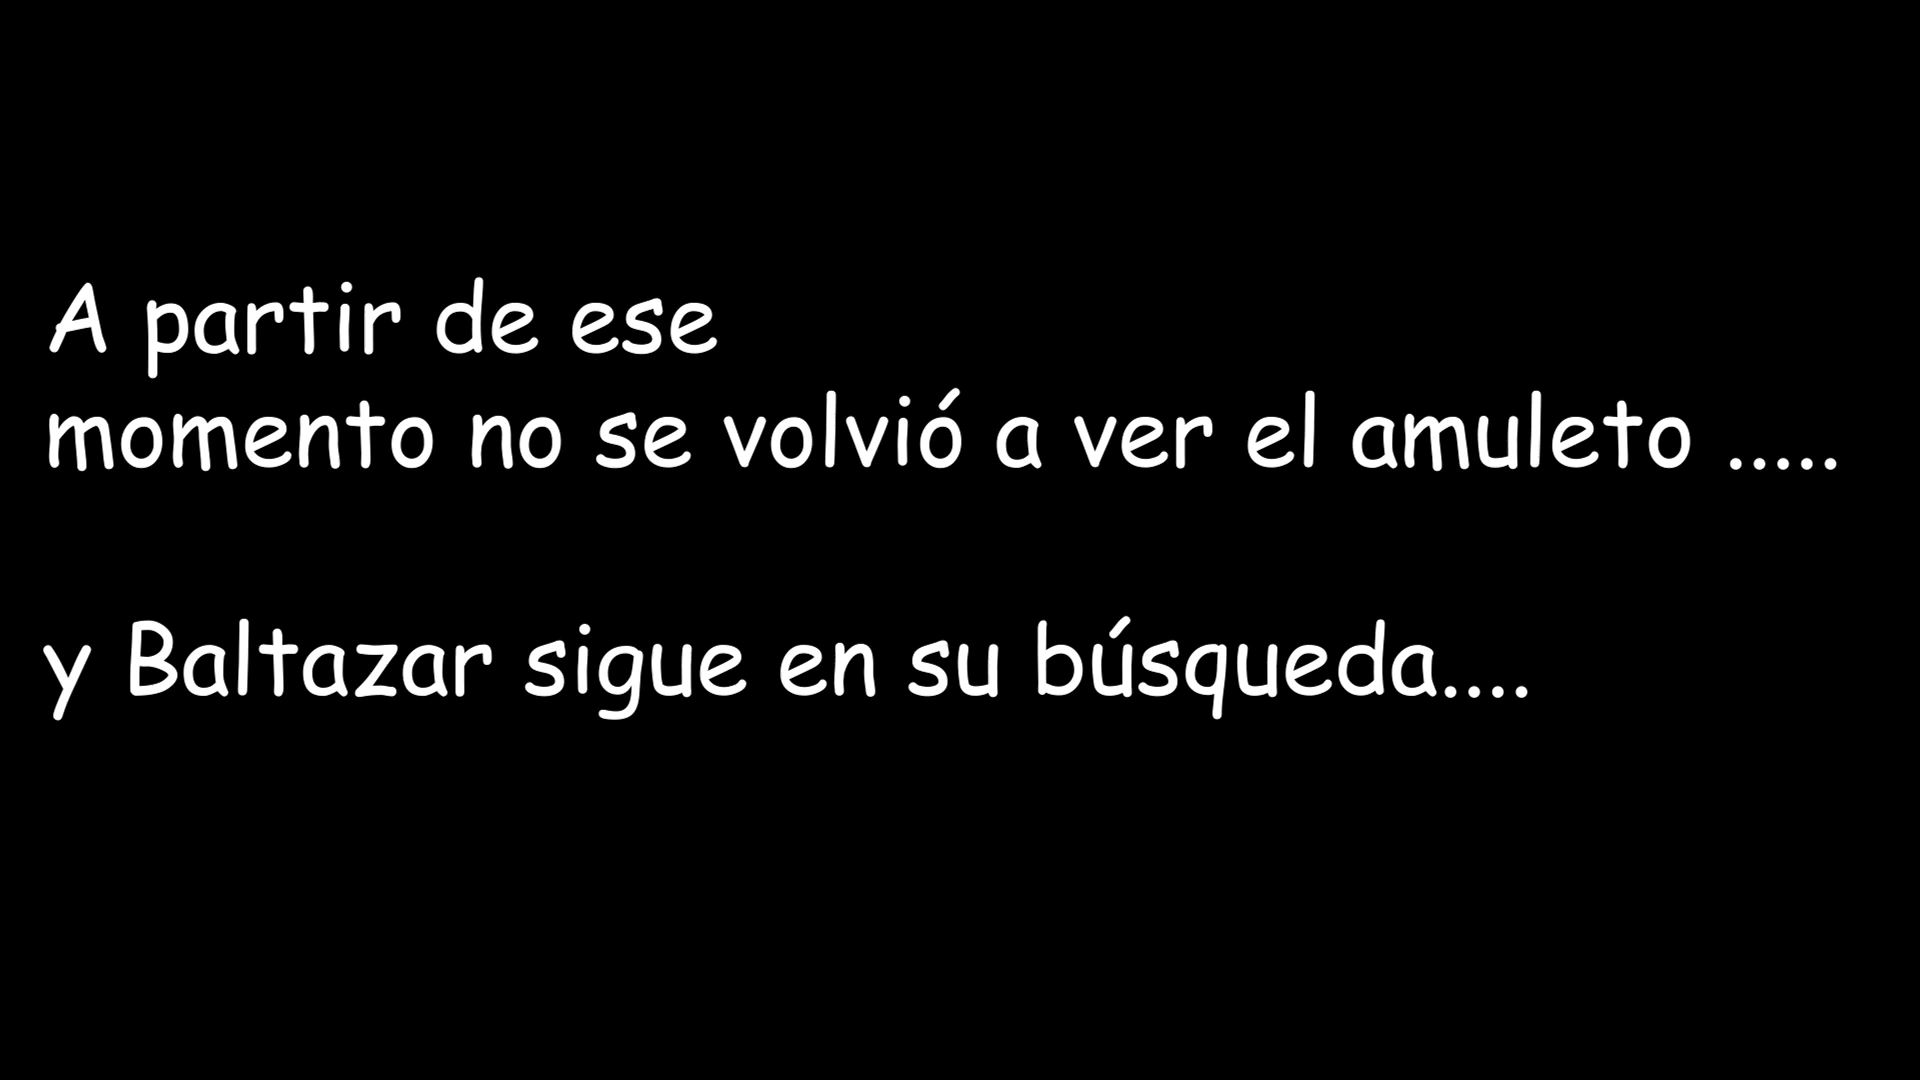 A partir de ese
momento no se volvió a ver el amuleto .....
y Baltazar sigue en su búsqueda....